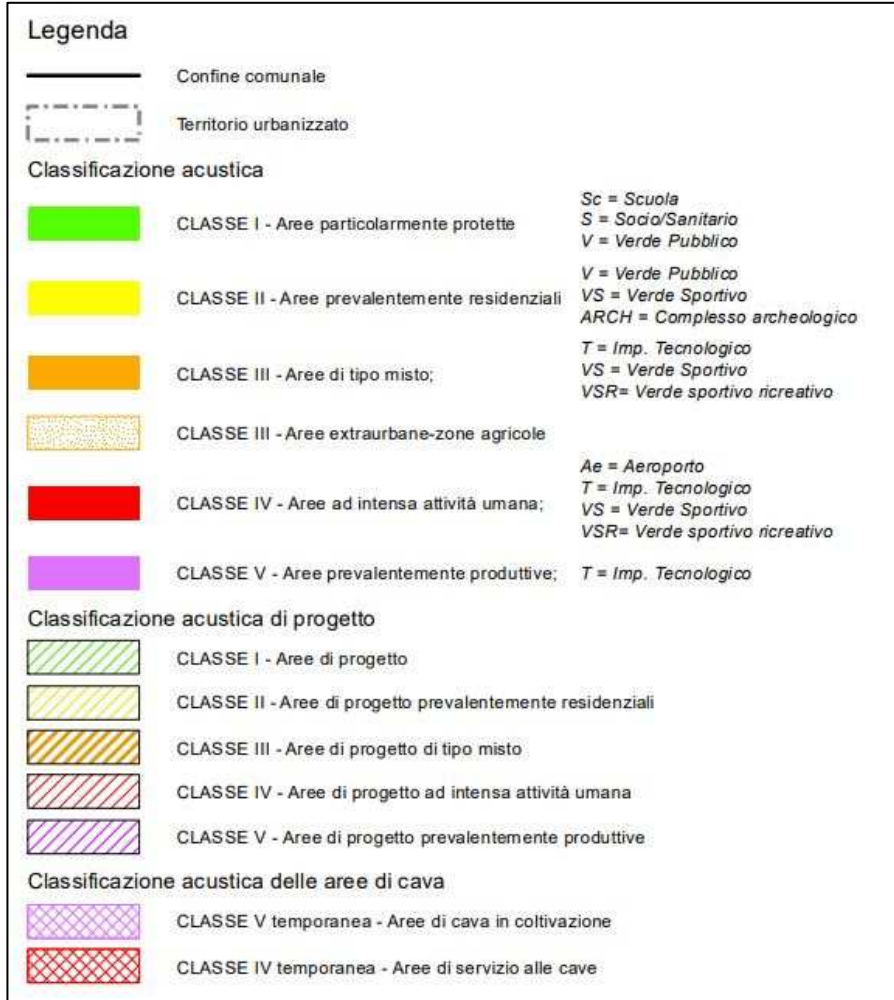 Legenda
Confine comunale
Territorio urbanizzato
Classificazione acustica
CLASSE I - Aree particolarmente protette
Sc = Scuola
S = Socio/Sanitario
V = Verde Pubblico
CLASSE II - Aree prevalentemente residenziali
V = Verde Pubblico
VS = Verde Sportivo
ARCH = Complesso archeologico
CLASSE III - Aree di tipo misto;
T = Imp. Tecnologico
VS = Verde Sportivo
VSR= Verde sportivo ricreativo
CLASSE III - Aree extraurbane-zone agricole
CLASSE IV - Aree ad intensa attività umana;
Ae = Aeroporto
T = Imp. Tecnologico
VS = Verde Sportivo
VSR= Verde sportivo ricreativo
CLASSE V - Aree prevalentemente produttive;
T = Imp. Tecnologico
Classificazione acustica di progetto
CLASSE I - Aree di progetto
CLASSE II - Aree di progetto prevalentemente residenziali
CLASSE III - Aree di progetto di tipo misto
CLASSE IV - Aree di progetto ad intensa attività umana
CLASSE V - Aree di progetto prevalentemente produttive
Classificazione acustica delle aree di cava
CLASSE V temporanea - Aree di cava in coltivazione
CLASSE IV temporanea - Aree di servizio alle cave